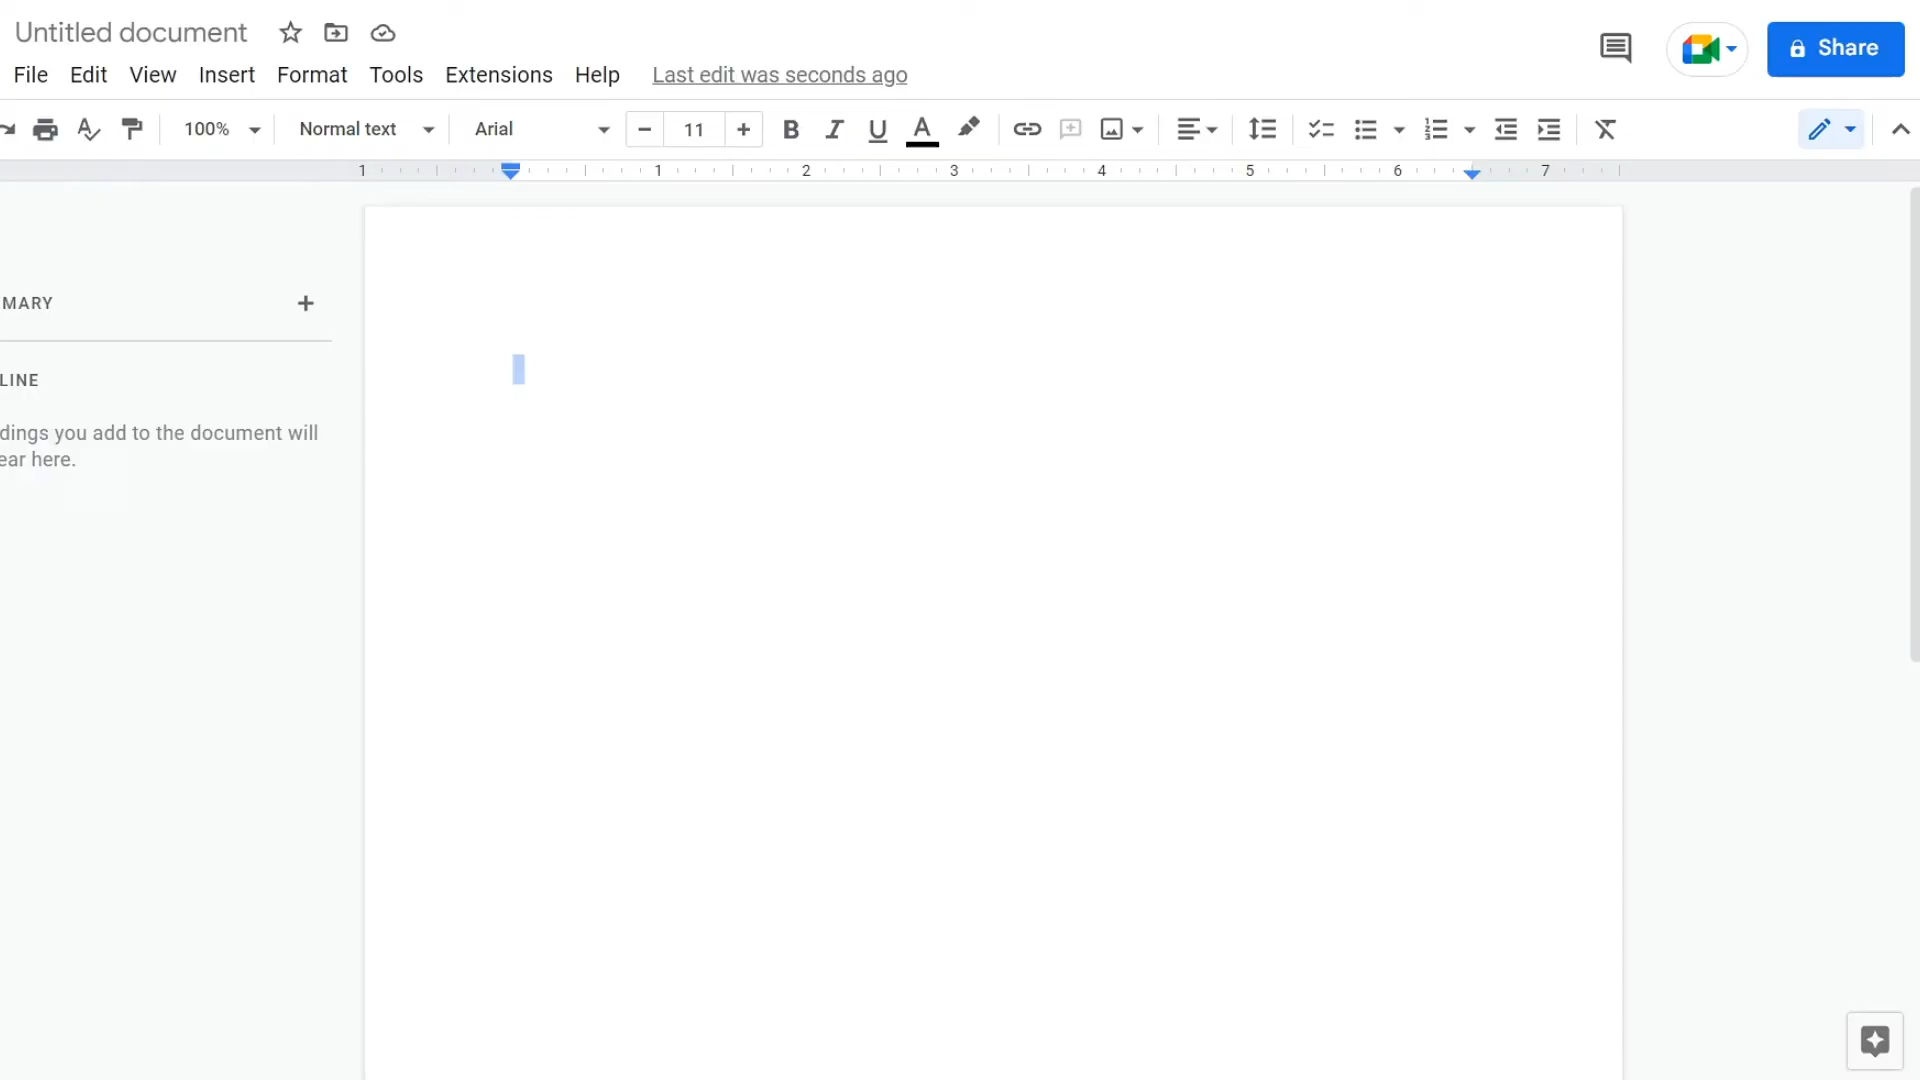 Untitled document
File Edit View Insert Format Tools Extensions Help Last edit was seconds ago
Share
100% Normal text Arial 11
1 1 2 3 4 5 6 7
MARY
LINE
dings you add to the document will
ear here.